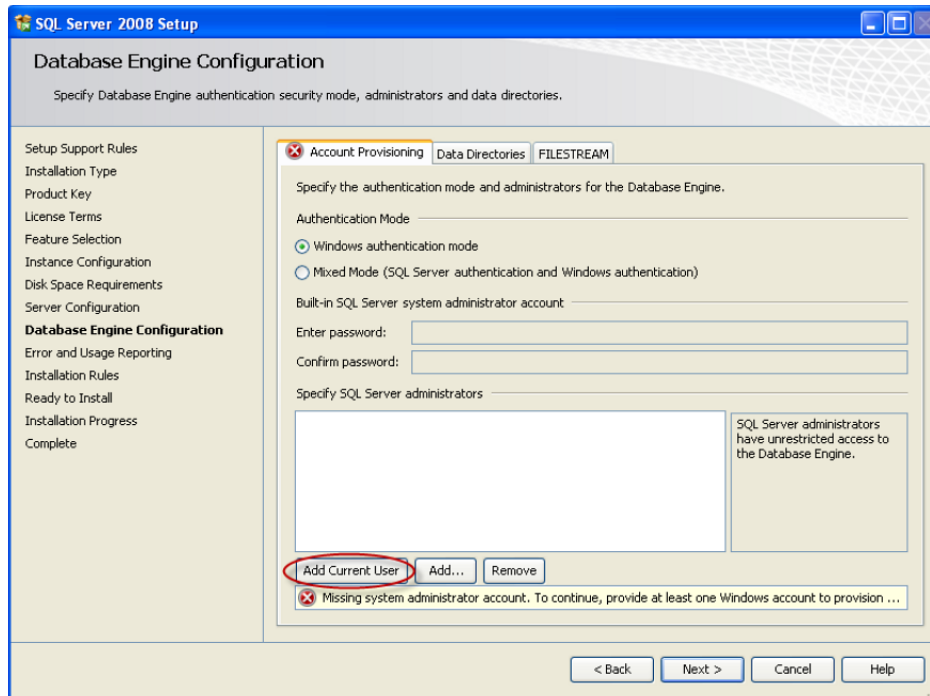 SQL Server 2008 Setup
Database Engine Configuration
Specify Database Engine authentication security mode, administrators and data directories.
Setup Support Rules
Installation Type
Product Key
License Terms
Feature Selection
Instance Configuration
Disk Space Requirements
Server Configuration
Database Engine Configuration
Error and Usage Reporting
Installation Rules
Ready to Install
Installation Progress
Complete
Account Provisioning
Data Directories
FILESTREAM
Specify the authentication mode and administrators for the Database Engine.
Authentication Mode
Windows authentication mode
Mixed Mode (SQL Server authentication and Windows authentication)
Built-in SQL Server system administrator account
Enter password:
Confirm password:
Specify SQL Server administrators
SQL Server administrators
have unrestricted access to
the Database Engine.
Add Current User
Add...
Remove
Missing system administrator account. To continue, provide at least one Windows account to provision ...
< Back
Next >
Cancel
Help